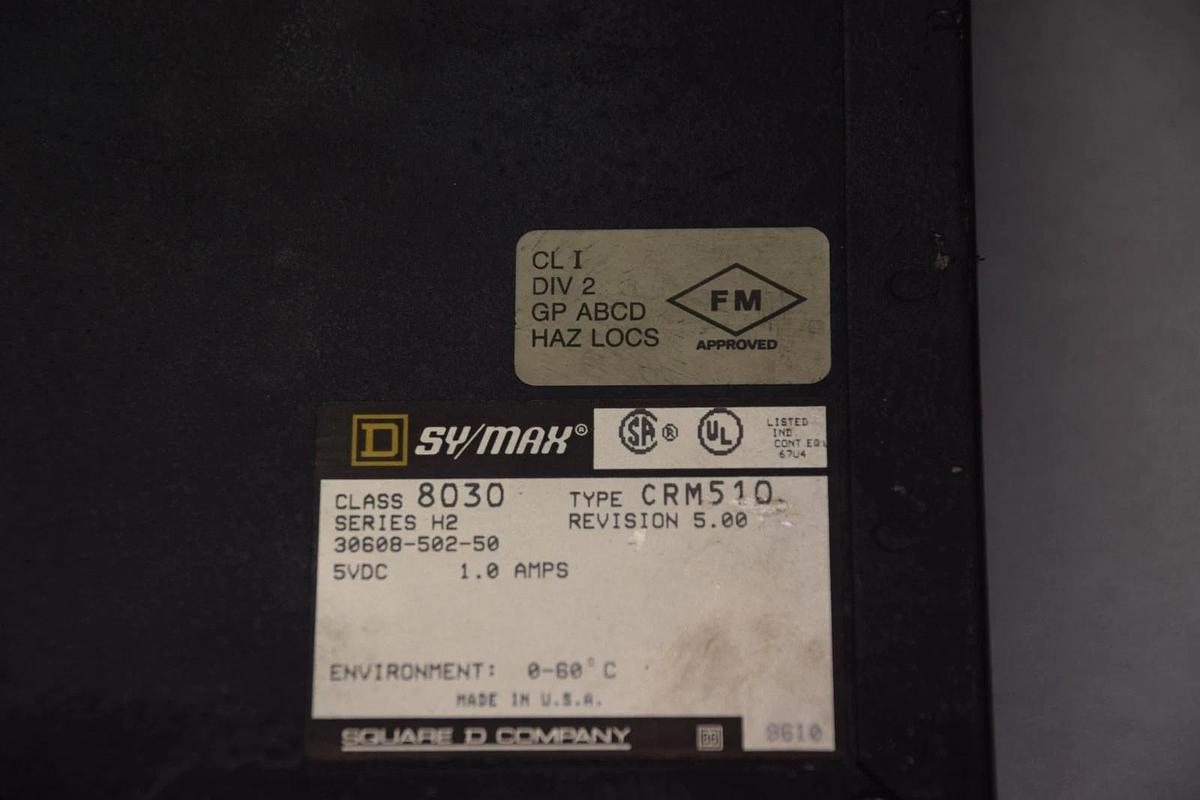 CL I
DIV 2
GP ABCD
HAZ LOCS
FM
APPROVED
D SY/MAX®
SA ®
UL
LISTED
IND
CONT EQ
67U4
CLASS 8030 TYPE CRM510
SERIES H2 REVISION 5.00
30608-502-50
5VDC 1.0 AMPS
ENVIRONMENT: 0-60°C
MADE IN U.S.A.
SQUARE D COMPANY
8610